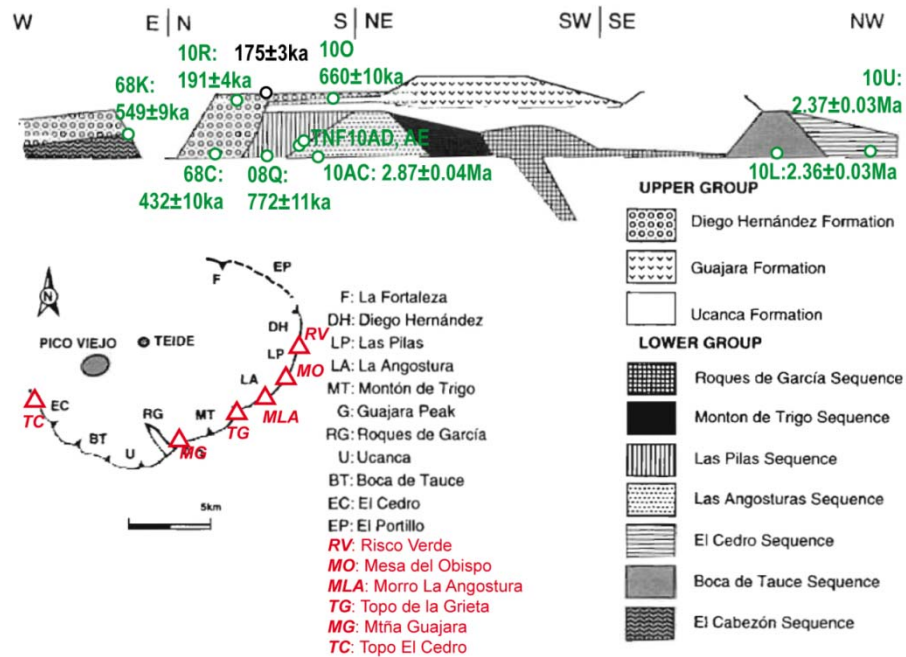 W E N S NE SW SE NW
10R: 175±3ka 10O
191±4ka 660±10ka
68K:
549±9ka
10U:
2.37±0.03Ma
TNF10AD, AE
68C: 08Q: 10AC: 2.87±0.04Ma 10L:2.36±0.03Ma
432±10ka 772±11ka
UPPER GROUP
Diego Hernández Formation
Guajara Formation
Ucanca Formation
LOWER GROUP
Roques de García Sequence
Monton de Trigo Sequence
Las Pilas Sequence
Las Angosturas Sequence
El Cedro Sequence
Boca de Tauce Sequence
El Cabezón Sequence
N
EP
F
DH
RV
PICO VIEJO
TEIDE
LP
MO
LA
MLA
EC
TC
RG
MT
TG
BT
MG
U
5km
F: La Fortaleza
DH: Diego Hernández
LP: Las Pilas
LA: La Angostura
MT: Montón de Trigo
G: Guajara Peak
RG: Roques de García
U: Ucanca
BT: Boca de Tauce
EC: El Cedro
EP: El Portillo
RV: Risco Verde
MO: Mesa del Obispo
MLA: Morro La Angostura
TG: Topo de la Grieta
MG: Mtña Guajara
TC: Topo El Cedro